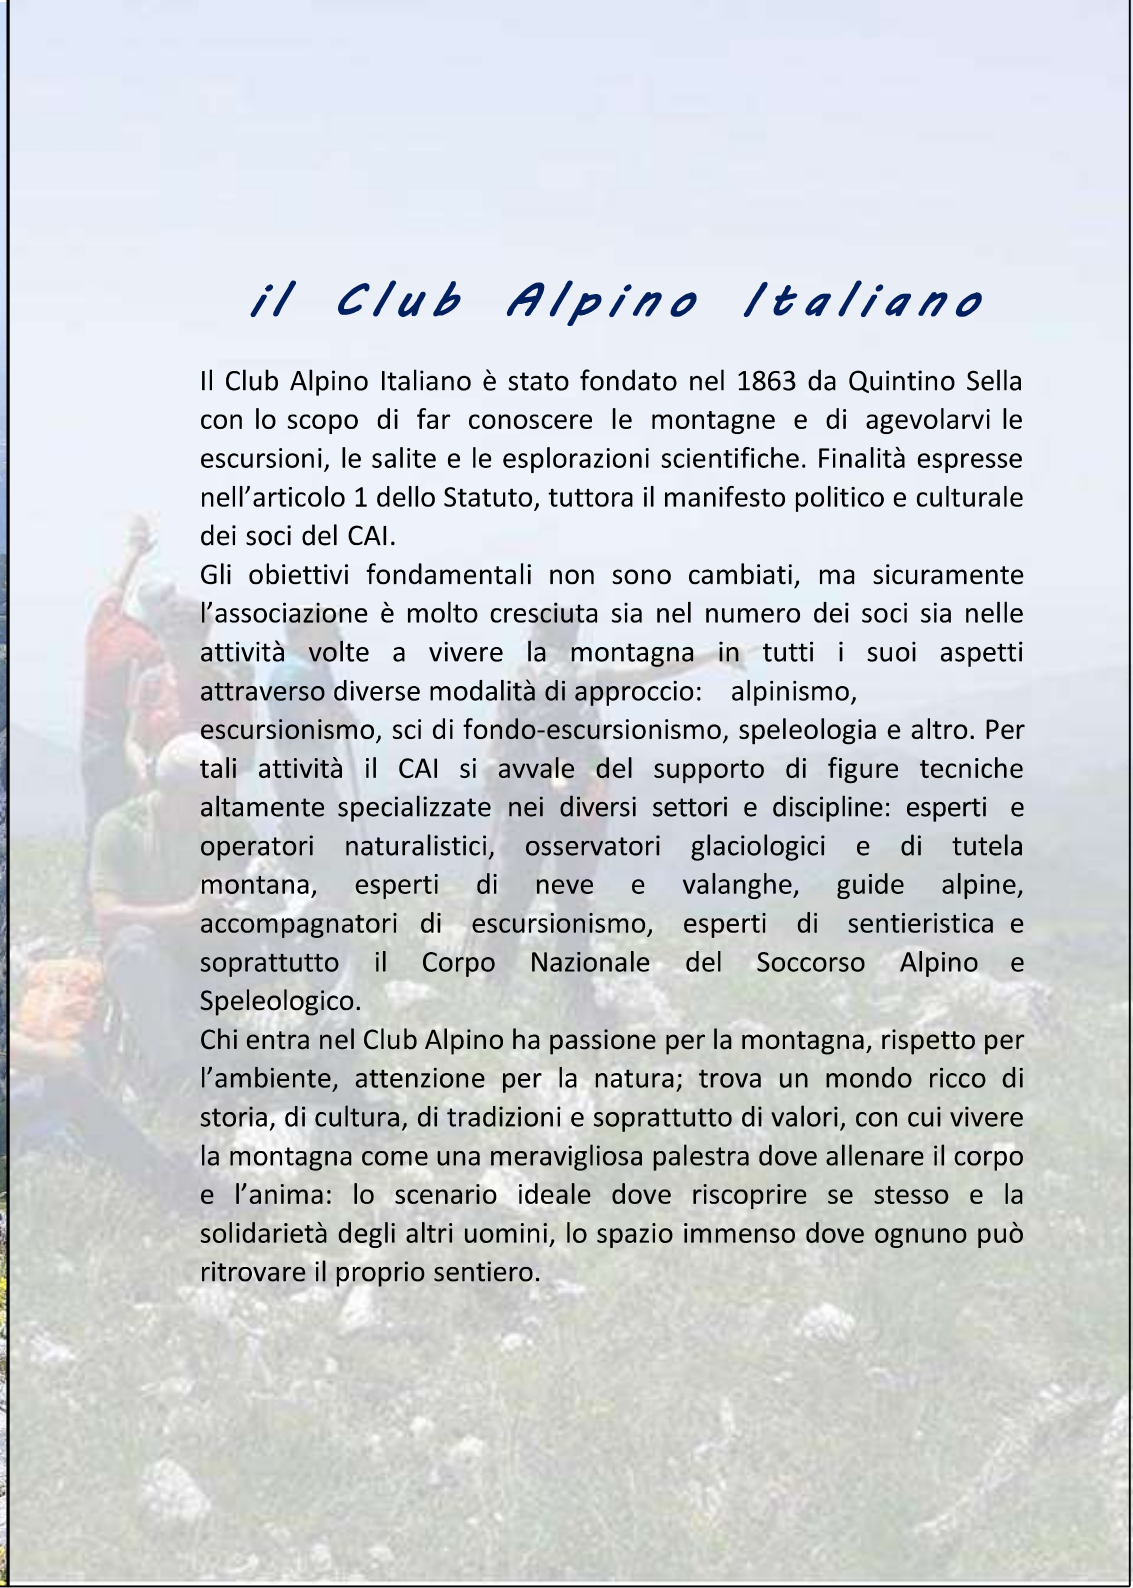 il Club Alpino Italiano
Il Club Alpino Italiano è stato fondato nel 1863 da Quintino Sella
con lo scopo di far conoscere le montagne e di agevolarvi le
escursioni, le salite e le esplorazioni scientifiche. Finalità espresse
nell’articolo 1 dello Statuto, tuttora il manifesto politico e culturale
dei soci del CAI.
Gli obiettivi fondamentali non sono cambiati, ma sicuramente
l’associazione è molto cresciuta sia nel numero dei soci sia nelle
attività volte a vivere la montagna in tutti i suoi aspetti
attraverso diverse modalità di approccio: alpinismo,
escursionismo, sci di fondo-escursionismo, speleologia e altro. Per
tali attività il CAI si avvale del supporto di figure tecniche
altamente specializzate nei diversi settori e discipline: esperti e
operatori naturalistici, osservatori glaciologici e di tutela
montana, esperti di neve e valanghe, guide alpine,
accompagnatori di escursionismo, esperti di sentieristica e
soprattutto il Corpo Nazionale del Soccorso Alpino e
Speleologico.
Chi entra nel Club Alpino ha passione per la montagna, rispetto per
l’ambiente, attenzione per la natura; trova un mondo ricco di
storia, di cultura, di tradizioni e soprattutto di valori, con cui vivere
la montagna come una meravigliosa palestra dove allenare il corpo
e l’anima: lo scenario ideale dove riscoprire se stesso e la
solidarietà degli altri uomini, lo spazio immenso dove ognuno può
ritrovare il proprio sentiero.